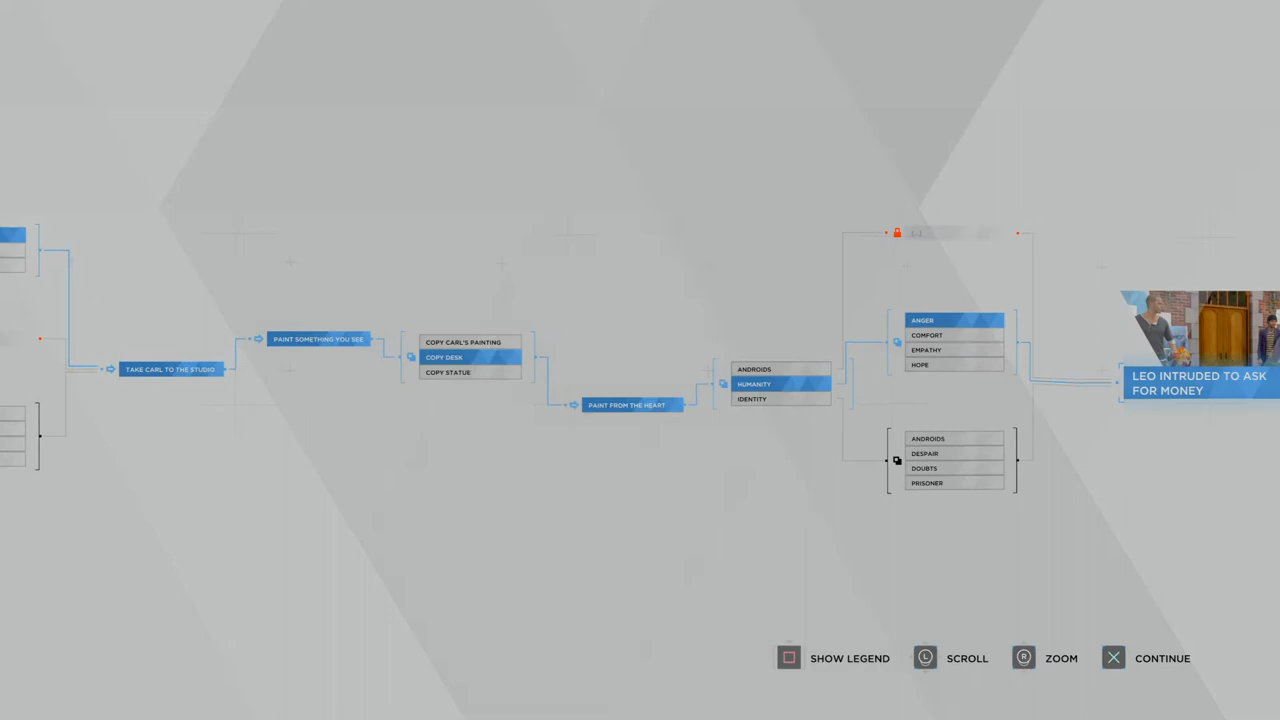 TAKE CARL TO THE STUDIO
PAINT SOMETHING YOU SEE
COPY CARL'S PAINTING
COPY DESK
COPY STATUE
PAINT FROM THE HEART
ANDROIDS
HUMANITY
IDENTITY
ANGER
COMFORT
EMPATHY
HOPE
ANDROIDS
DESPAIR
DOUBTS
PRISONER
LEO INTRUDED TO ASK
FOR MONEY
SHOW LEGEND
L
SCROLL
R
ZOOM
CONTINUE